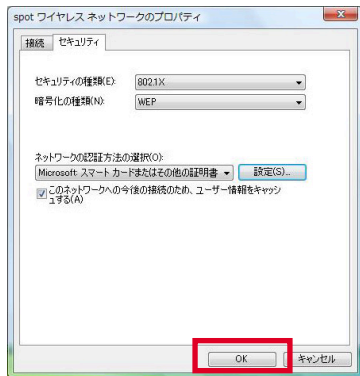 spot ワイヤレス ネットワークのプロパティ
接続 セキュリティ
セキュリティの種類(E): 802.1X
暗号化の種類(N): WEP
ネットワークの認証方法の選択(O):
Microsoft: スマート カードまたはその他の証明書 設定(S)...
このネットワークへの今後の接続のため、ユーザー情報をキャッシ
ュする(A)
OK キャンセル